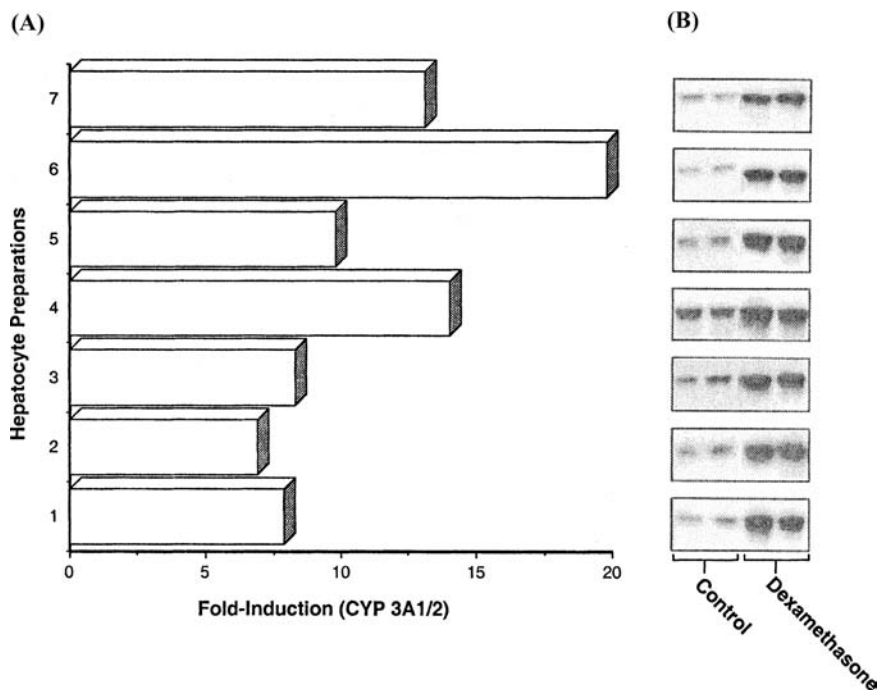 (A)
(B)
Hepatocyte Preparations
7
6
5
4
3
2
1
0 5 10 15 20
Fold-Induction (CYP 3A1/2)
Control
Dexamethasone